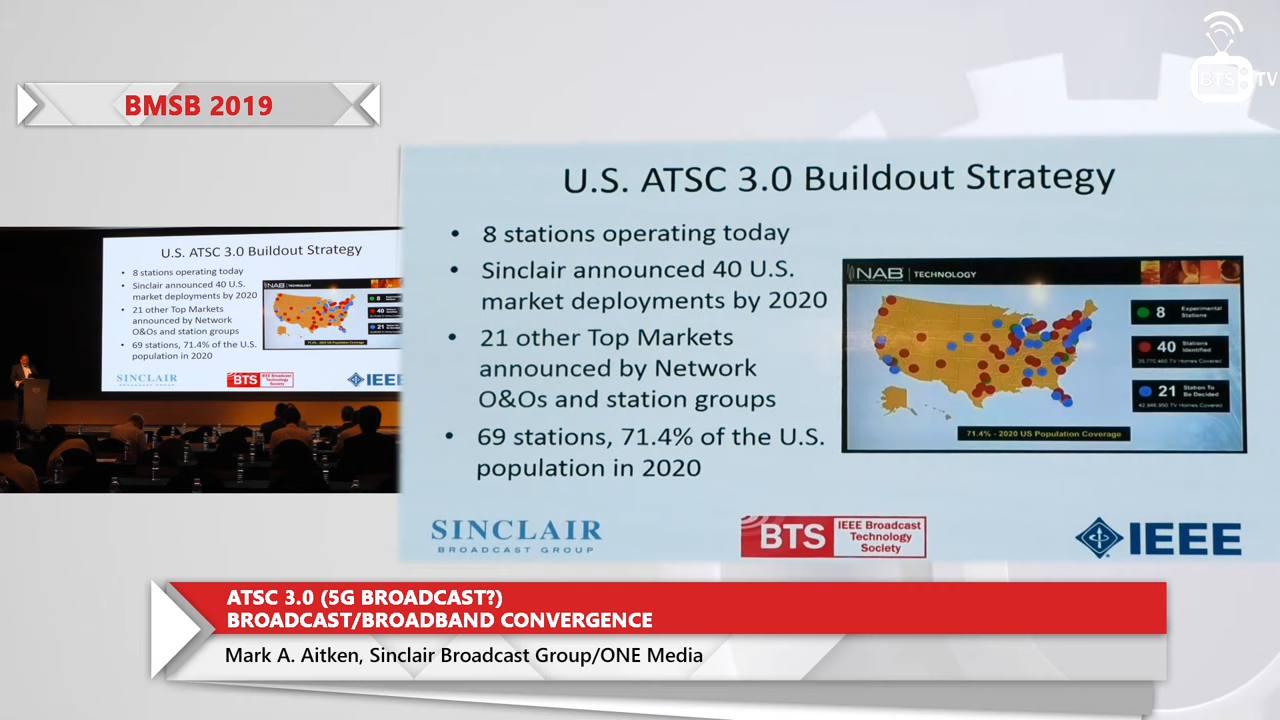 BTS TV
BMSB 2019
U.S. ATSC 3.0 Buildout Strategy
• 8 stations operating today
• Sinclair announced 40 U.S.
market deployments by 2020
• 21 other Top Markets
announced by Network
O&Os and station groups
• 69 stations, 71.4% of the U.S.
population in 2020
SINCLAIR
BROADCAST GROUP
BTS IEEE Broadcast
Technology
Society
IEEE
U.S. ATSC 3.0 Buildout Strategy
• 8 stations operating today
• Sinclair announced 40 U.S.
market deployments by 2020
• 21 other Top Markets
announced by Network
O&Os and station groups
• 69 stations, 71.4% of the U.S.
population in 2020
NAB | TECHNOLOGY
8 Experimental
Stations
40 Stations
Identified
21 Station To
Be Decided
71.4% - 2020 US Population Coverage
SINCLAIR
BROADCAST GROUP
BTS IEEE Broadcast
Technology
Society
IEEE
ATSC 3.0 (5G BROADCAST?)
BROADCAST/BROADBAND CONVERGENCE
Mark A. Aitken, Sinclair Broadcast Group/ONE Media